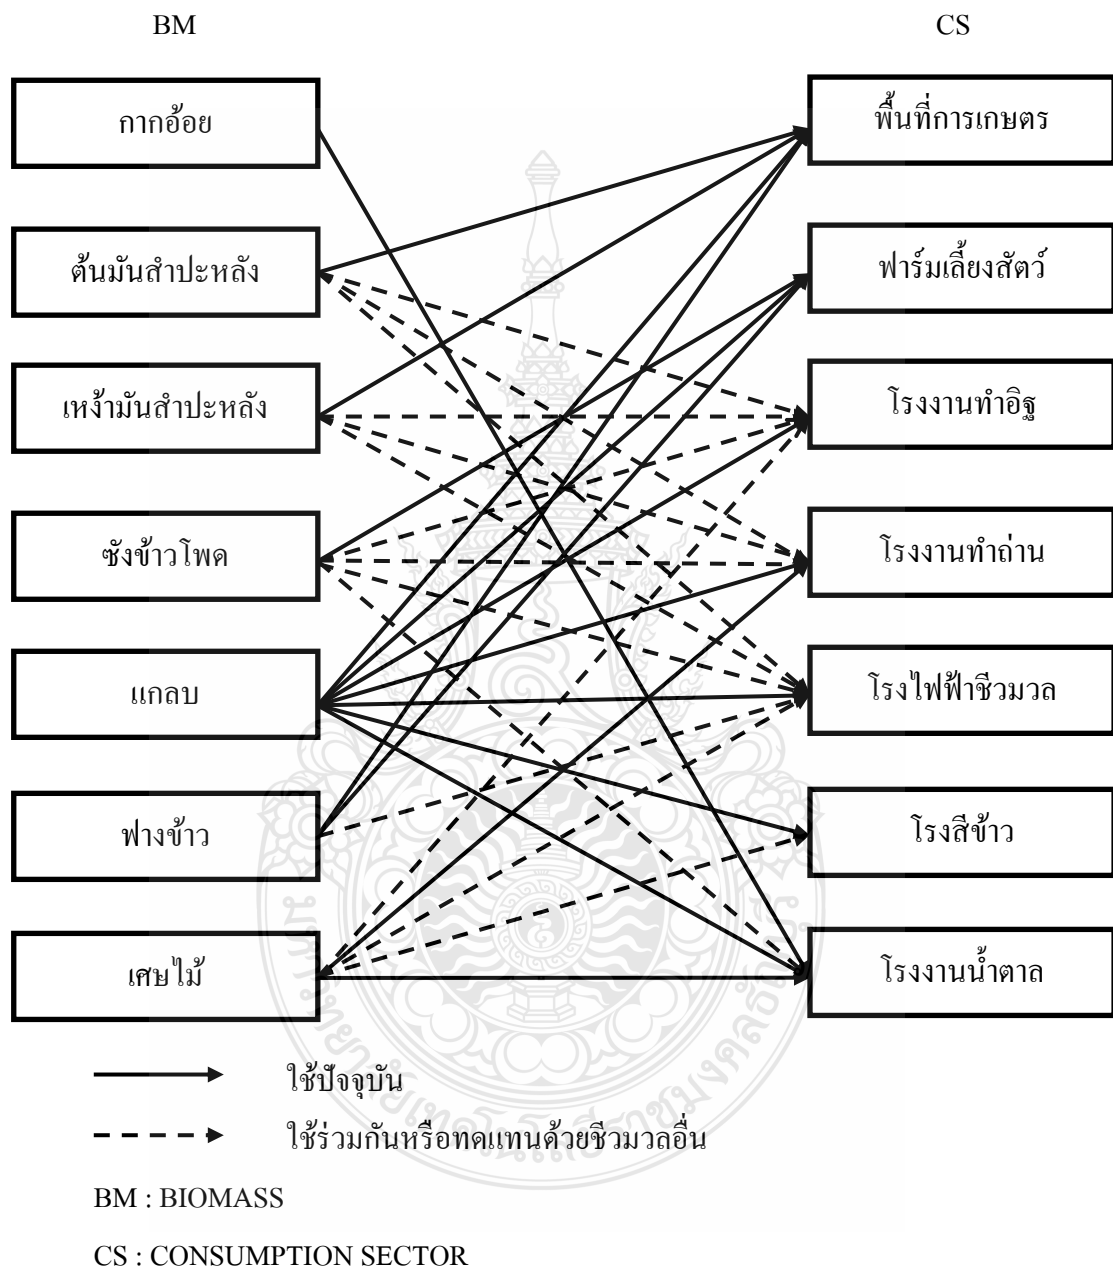 BM CS
กากอ้อย พื้นที่การเกษตร
ต้นมันสำปะหลัง ฟาร์มเลี้ยงสัตว์
เหง้ามันสำปะหลัง โรงงานทำอิฐ
ซังข้าวโพด โรงงานทำถ่าน
แกลบ โรงไฟฟ้าชีวมวล
ฟางข้าว โรงสีข้าว
เศษไม้ โรงงานน้ำตาล
ใช้ปัจจุบัน
ใช้ร่วมกันหรือทดแทนด้วยชีวมวลอื่น
BM : BIOMASS
CS : CONSUMPTION SECTOR